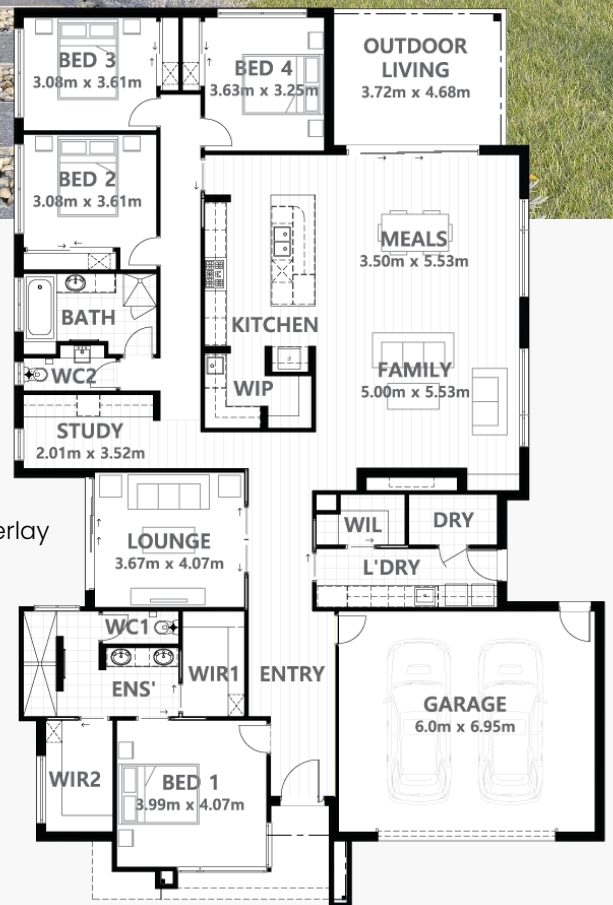 BED 3
3.08m x 3.61m
BED 4
3.63m x 3.25m
OUTDOOR
LIVING
3.72m x 4.68m
BED 2
3.08m x 3.61m
MEALS
3.50m x 5.53m
BATH
KITCHEN
WC2
WIP
FAMILY
5.00m x 5.53m
STUDY
2.01m x 3.52m
erlay
LOUNGE
3.67m x 4.07m
WIL
DRY
L'DRY
WC1
ENS'
WIR1
ENTRY
GARAGE
6.0m x 6.95m
WIR2
BED 1
3.99m x 4.07m